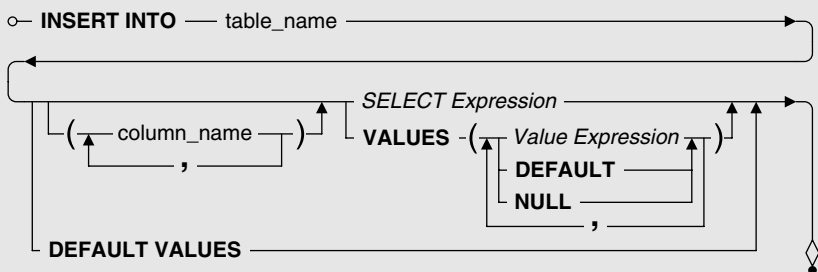 INSERT INTO table_name
SELECT Expression
( column_name )
,
VALUES ( Value Expression )
DEFAULT
NULL
,
DEFAULT VALUES